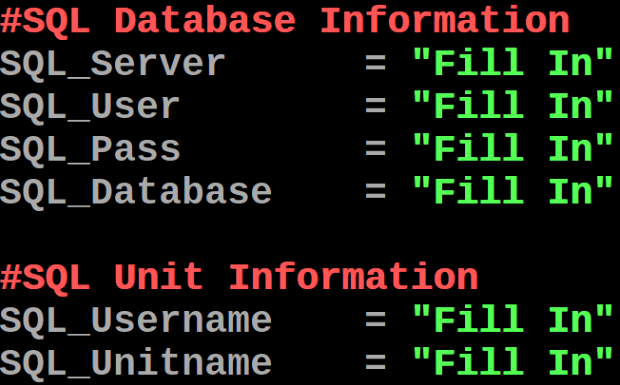 #SQL Database Information
SQL_Server = "Fill In"
SQL_User = "Fill In"
SQL_Pass = "Fill In"
SQL_Database = "Fill In"
#SQL Unit Information
SQL_Username = "Fill In"
SQL_Unitname = "Fill In"